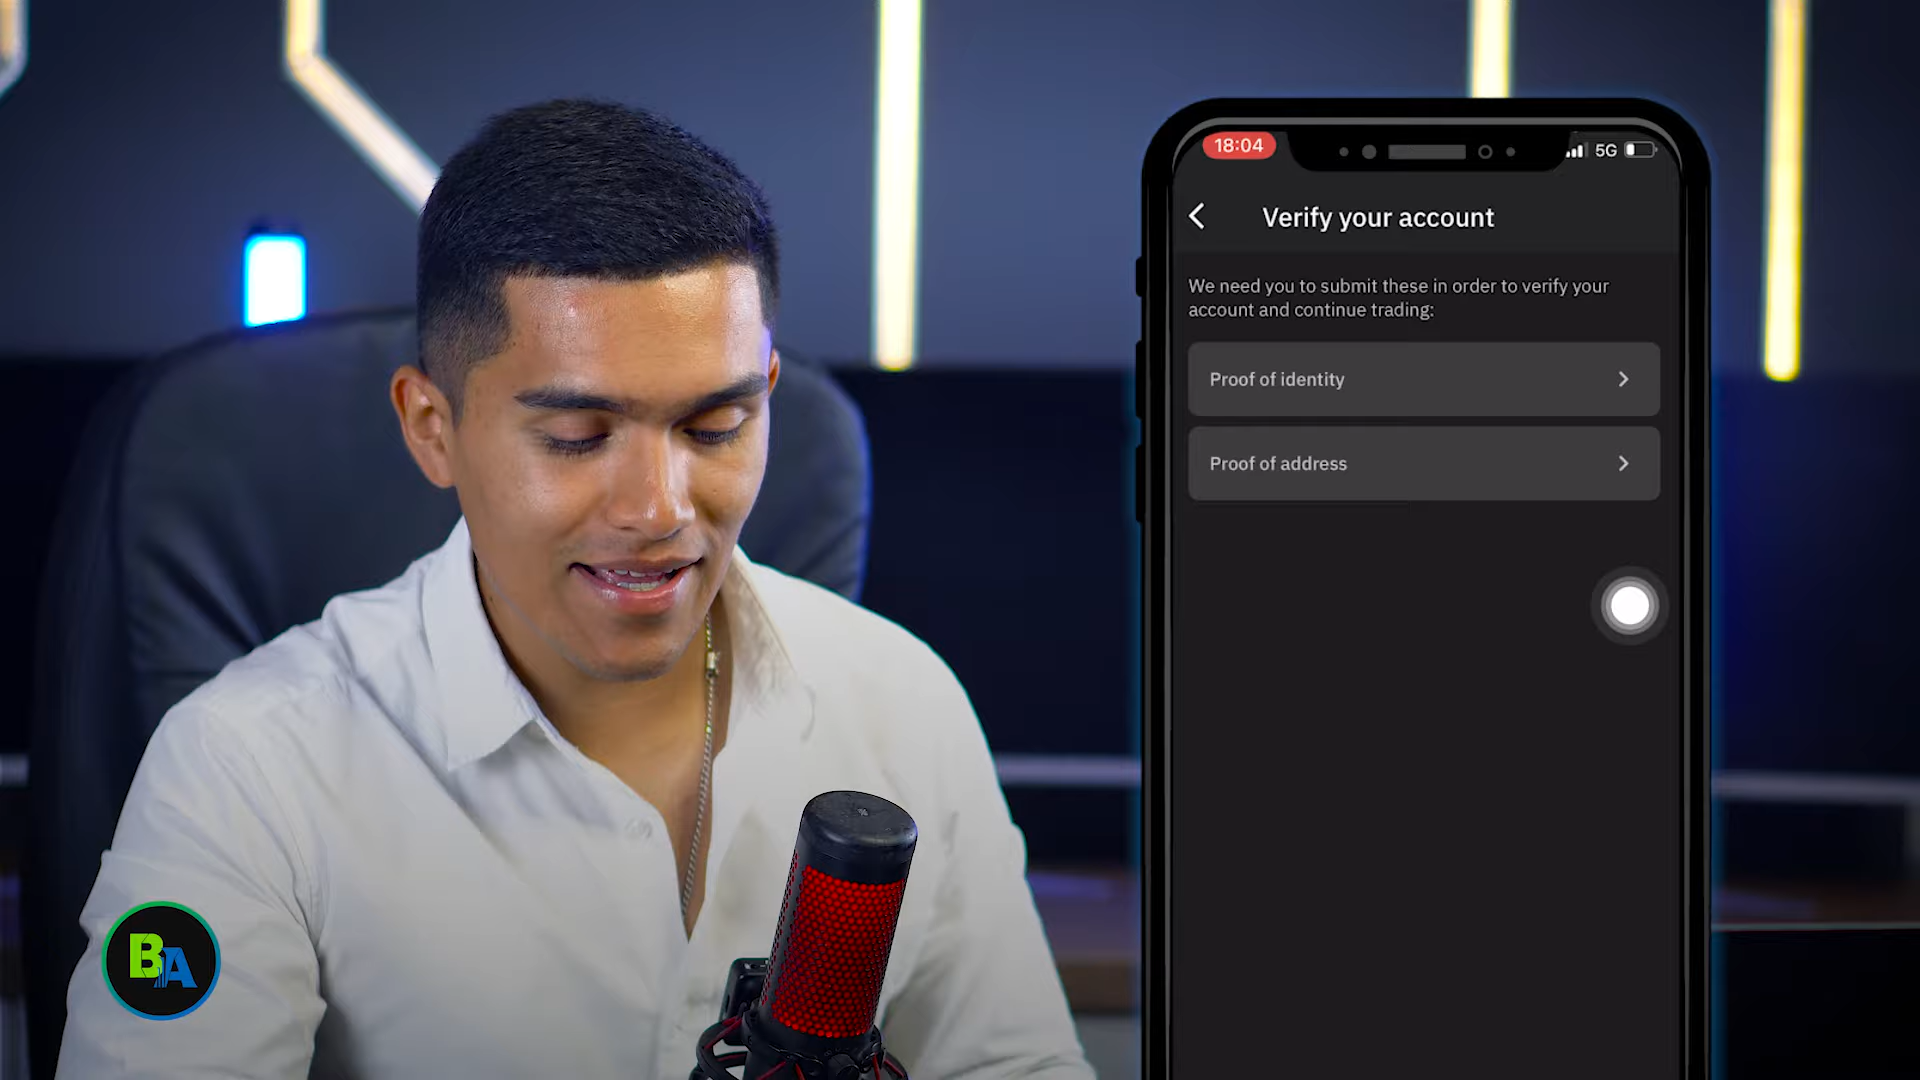 18:04
5G
Verify your account
We need you to submit these in order to verify your
account and continue trading:
Proof of identity
Proof of address
BA